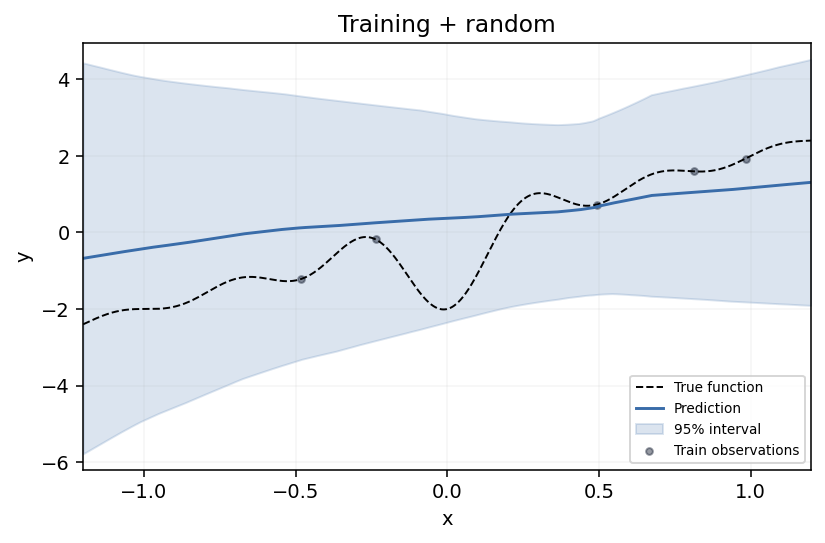 Training + random
4
2
0
−2
−4
−6
y
−1.0 −0.5 0.0 0.5 1.0
x
True function
Prediction
95% interval
Train observations